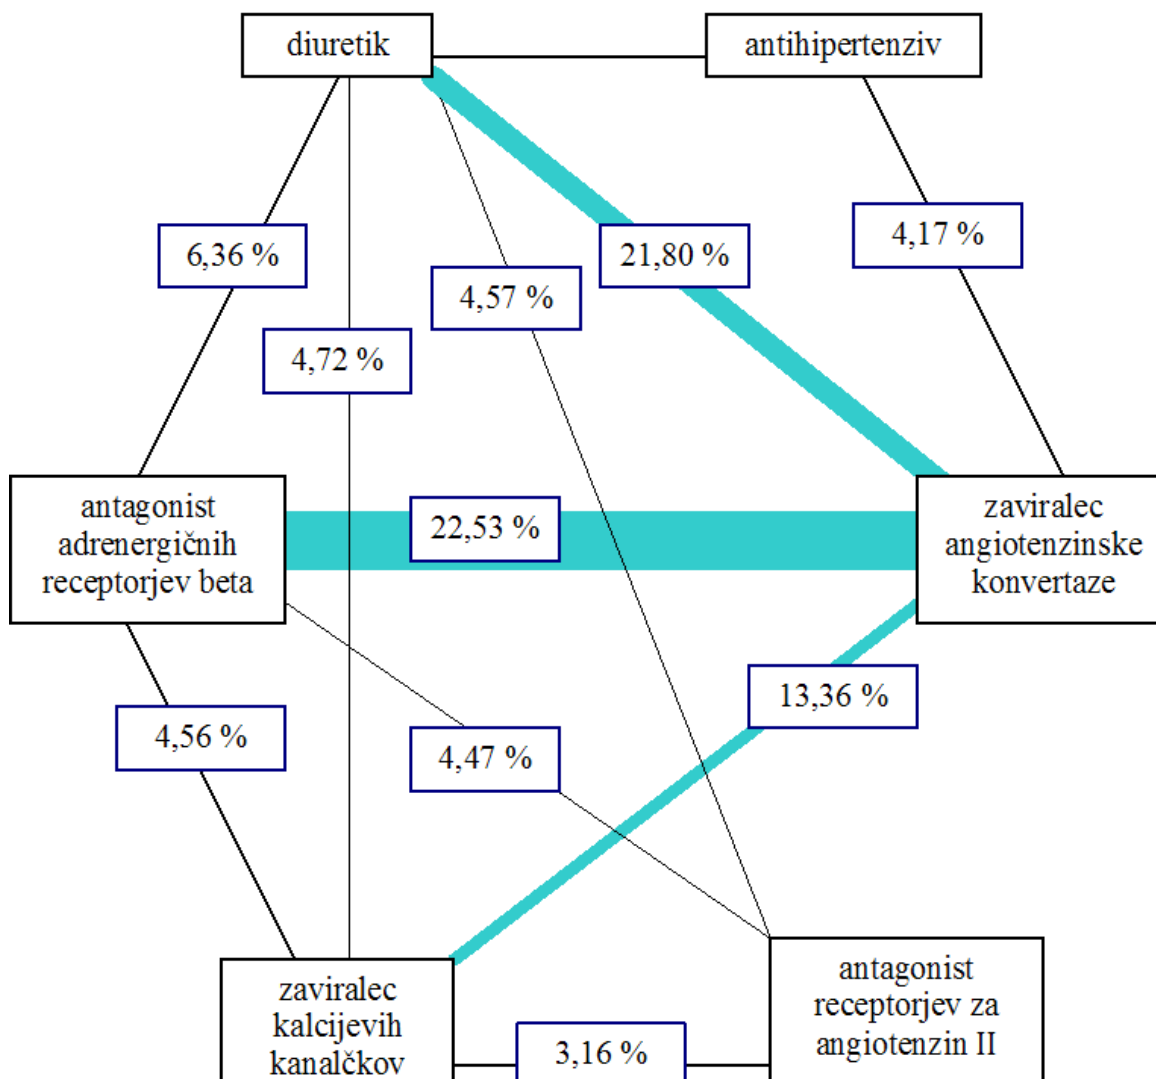 diuretik
antihipertenziv
4,17 %
6,36 %
21,80 %
4,57 %
4,72 %
antagonist
adrenergičnih
receptorjev beta
22,53 %
zaviralec
angiotenzinske
konvertaze
13,36 %
4,56 %
4,47 %
zaviralec
kalcijevih
kanalčkov
antagonist
receptorjev za
angiotenzin II
3,16 %